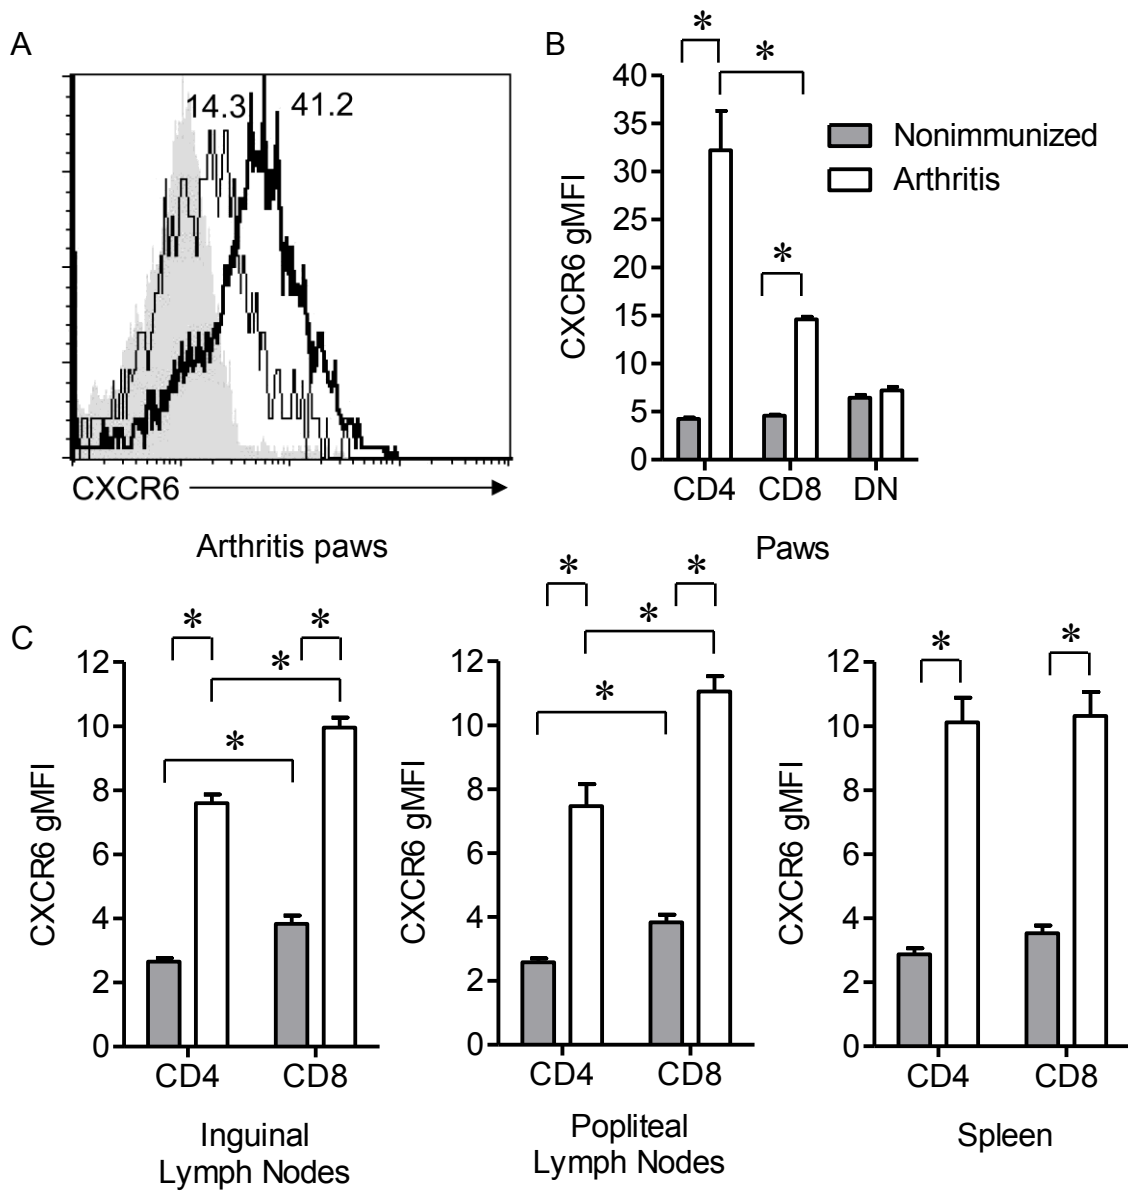 A
14.3
41.2
CXCR6
Arthritis paws
B
*
*
*
40
35
30
25
20
15
10
5
0
CXCR6 gMFI
Nonimmunized
Arthritis
CD4 CD8 DN
Paws
C
*
*
*
*
12
10
8
6
4
2
0
CXCR6 gMFI
CD4 CD8
Inguinal
Lymph Nodes
*
*
*
*
12
10
8
6
4
2
0
CXCR6 gMFI
CD4 CD8
Popliteal
Lymph Nodes
*
*
12
10
8
6
4
2
0
CXCR6 gMFI
CD4 CD8
Spleen